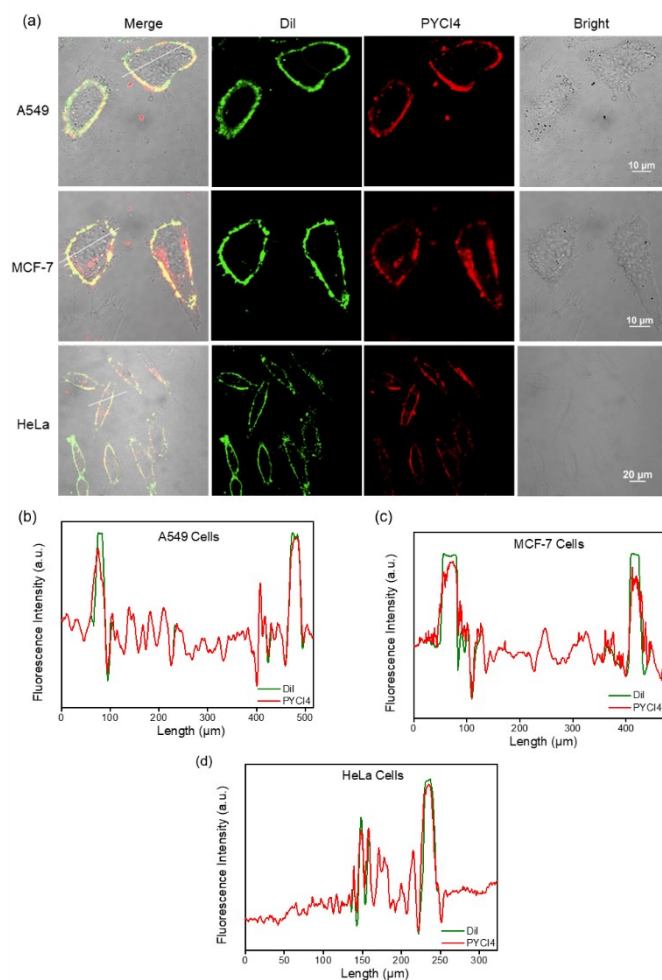 (a)
Merge DiI PYCl4 Bright
A549
10 µm
MCF-7
10 µm
HeLa
20 µm
(b)
A549 Cells
Fluorescence Intensity (a.u.)
DiI
PYCl4
0 100 200 300 400 500
Length (µm)
(c)
MCF-7 Cells
Fluorescence Intensity (a.u.)
DiI
PYCl4
0 100 200 300 400
Length (µm)
(d)
HeLa Cells
Fluorescence Intensity (a.u.)
DiI
PYCl4
0 50 100 150 200 250 300
Length (µm)